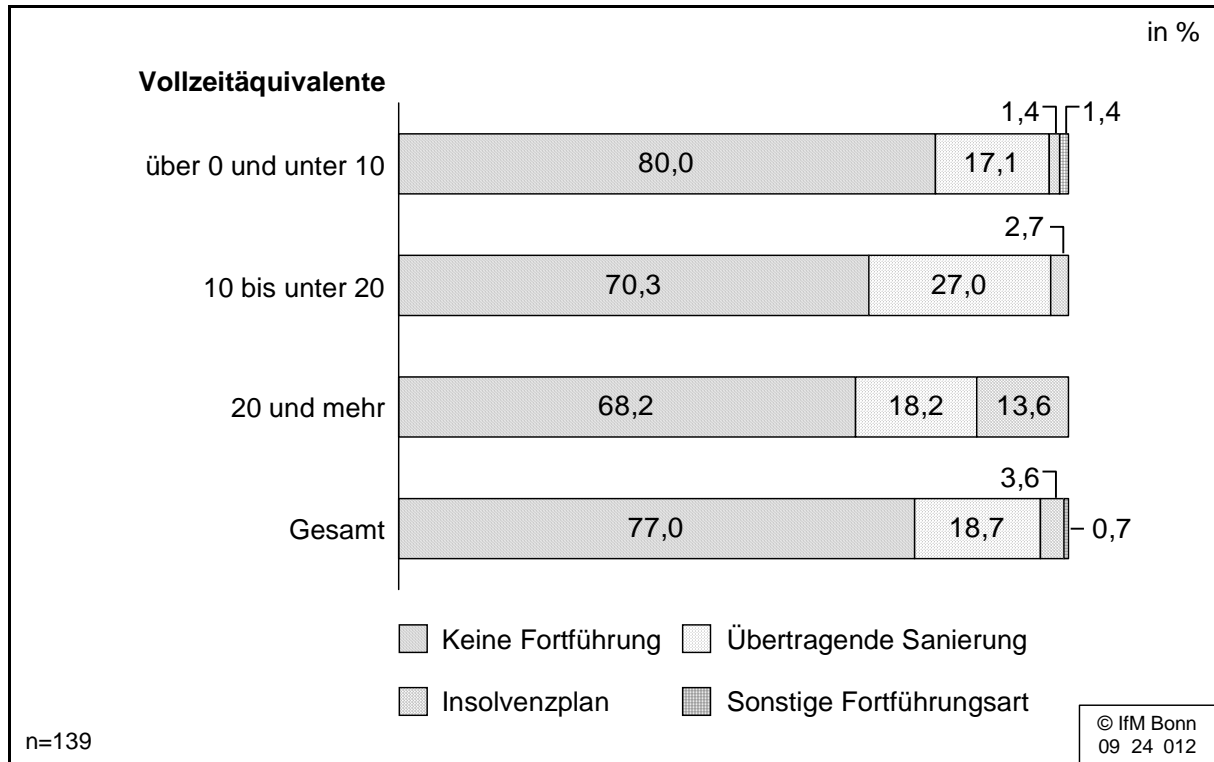 in %
Vollzeitäquivalente
1,4 1,4
über 0 und unter 10 80,0 17,1
2,7
10 bis unter 20 70,3 27,0
20 und mehr 68,2 18,2 13,6
3,6
Gesamt 77,0 18,7 0,7
Keine Fortführung Übertragende Sanierung
Insolvenzplan Sonstige Fortführungsart
n=139
© IfM Bonn
09 24 012